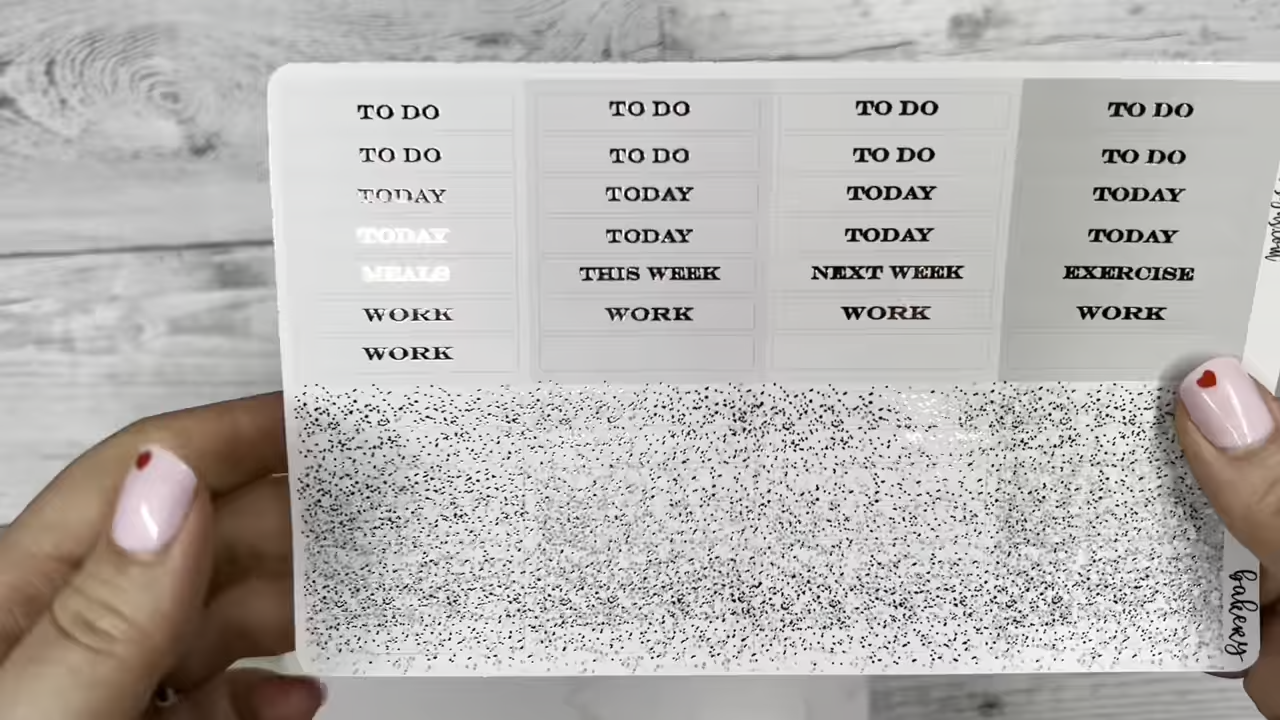 TO DO TO DO TO DO TO DO
TO DO TO DO TO DO TO DO
TODAY TODAY TODAY TODAY
TODAY TODAY TODAY TODAY
MEALS THIS WEEK NEXT WEEK EXERCISE
WORK WORK WORK WORK
WORK
bakery